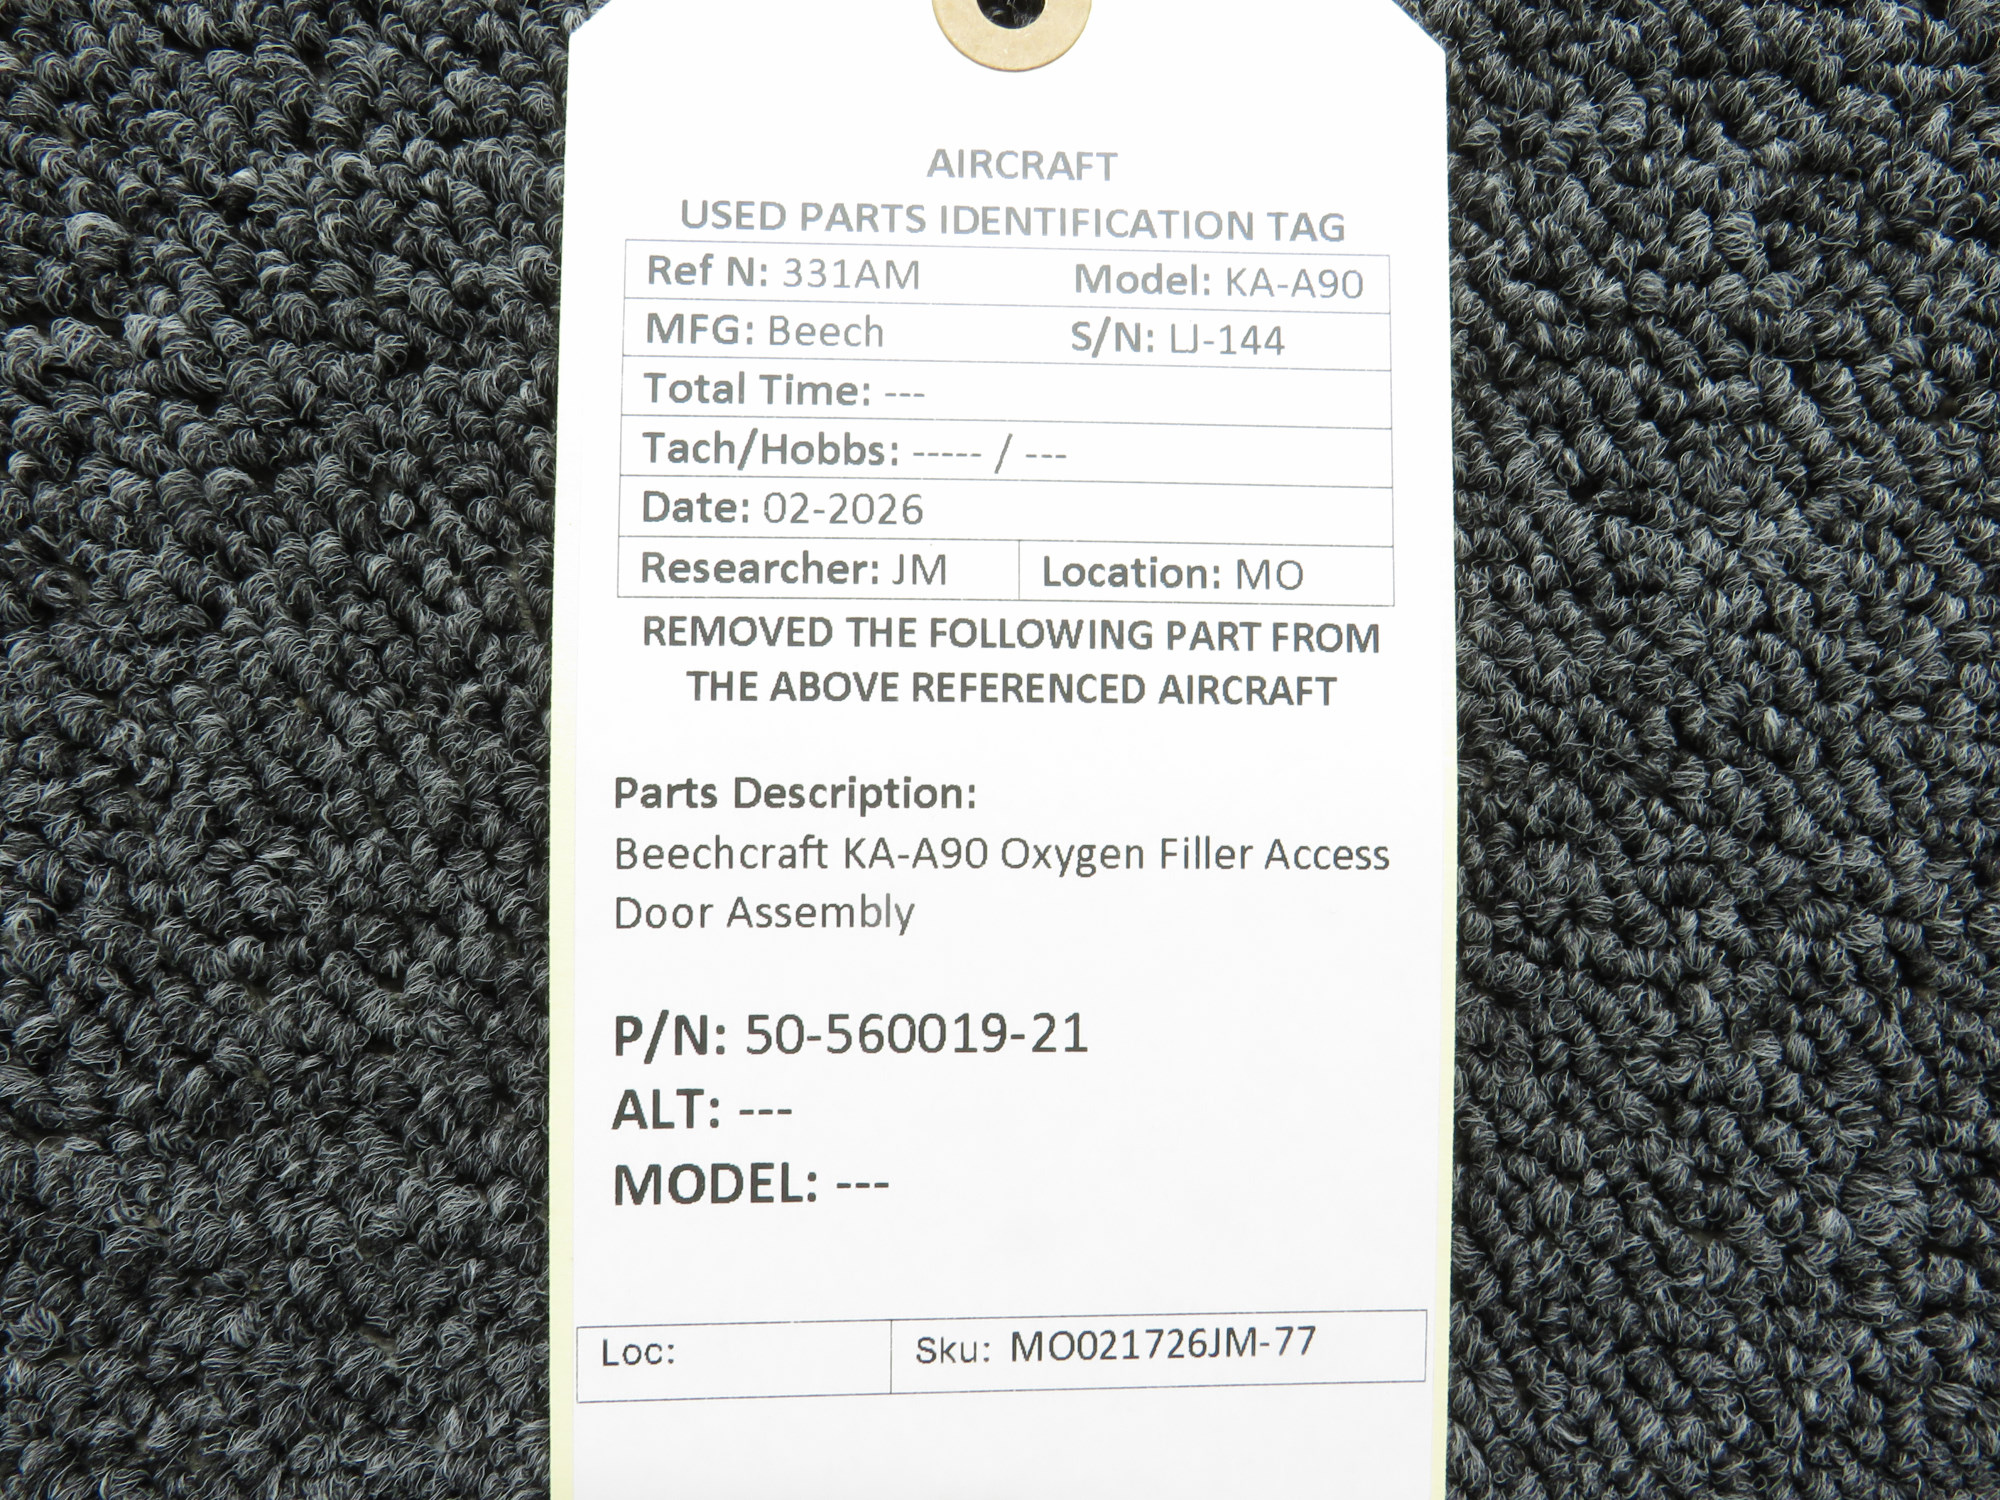 AIRCRAFT
USED PARTS IDENTIFICATION TAG
Ref N: 331AM Model: KA-A90
MFG: Beech S/N: LJ-144
Total Time: ---
Tach/Hobbs: ----- / ---
Date: 02-2026
Researcher: JM Location: MO
REMOVED THE FOLLOWING PART FROM
THE ABOVE REFERENCED AIRCRAFT
Parts Description:
Beechcraft KA-A90 Oxygen Filler Access
Door Assembly
P/N: 50-560019-21
ALT: ---
MODEL: ---
Loc: Sku: MO021726JM-77